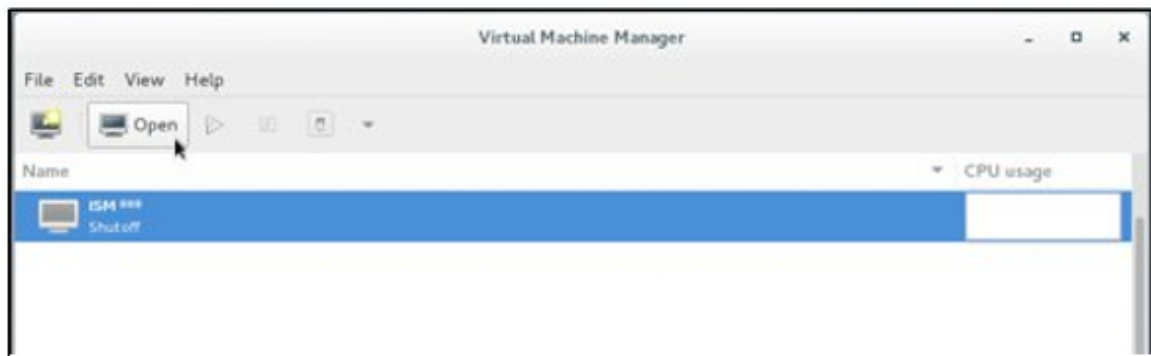 Virtual Machine Manager
File Edit View Help
Open
Name CPU usage
ISM ***
Shutoff